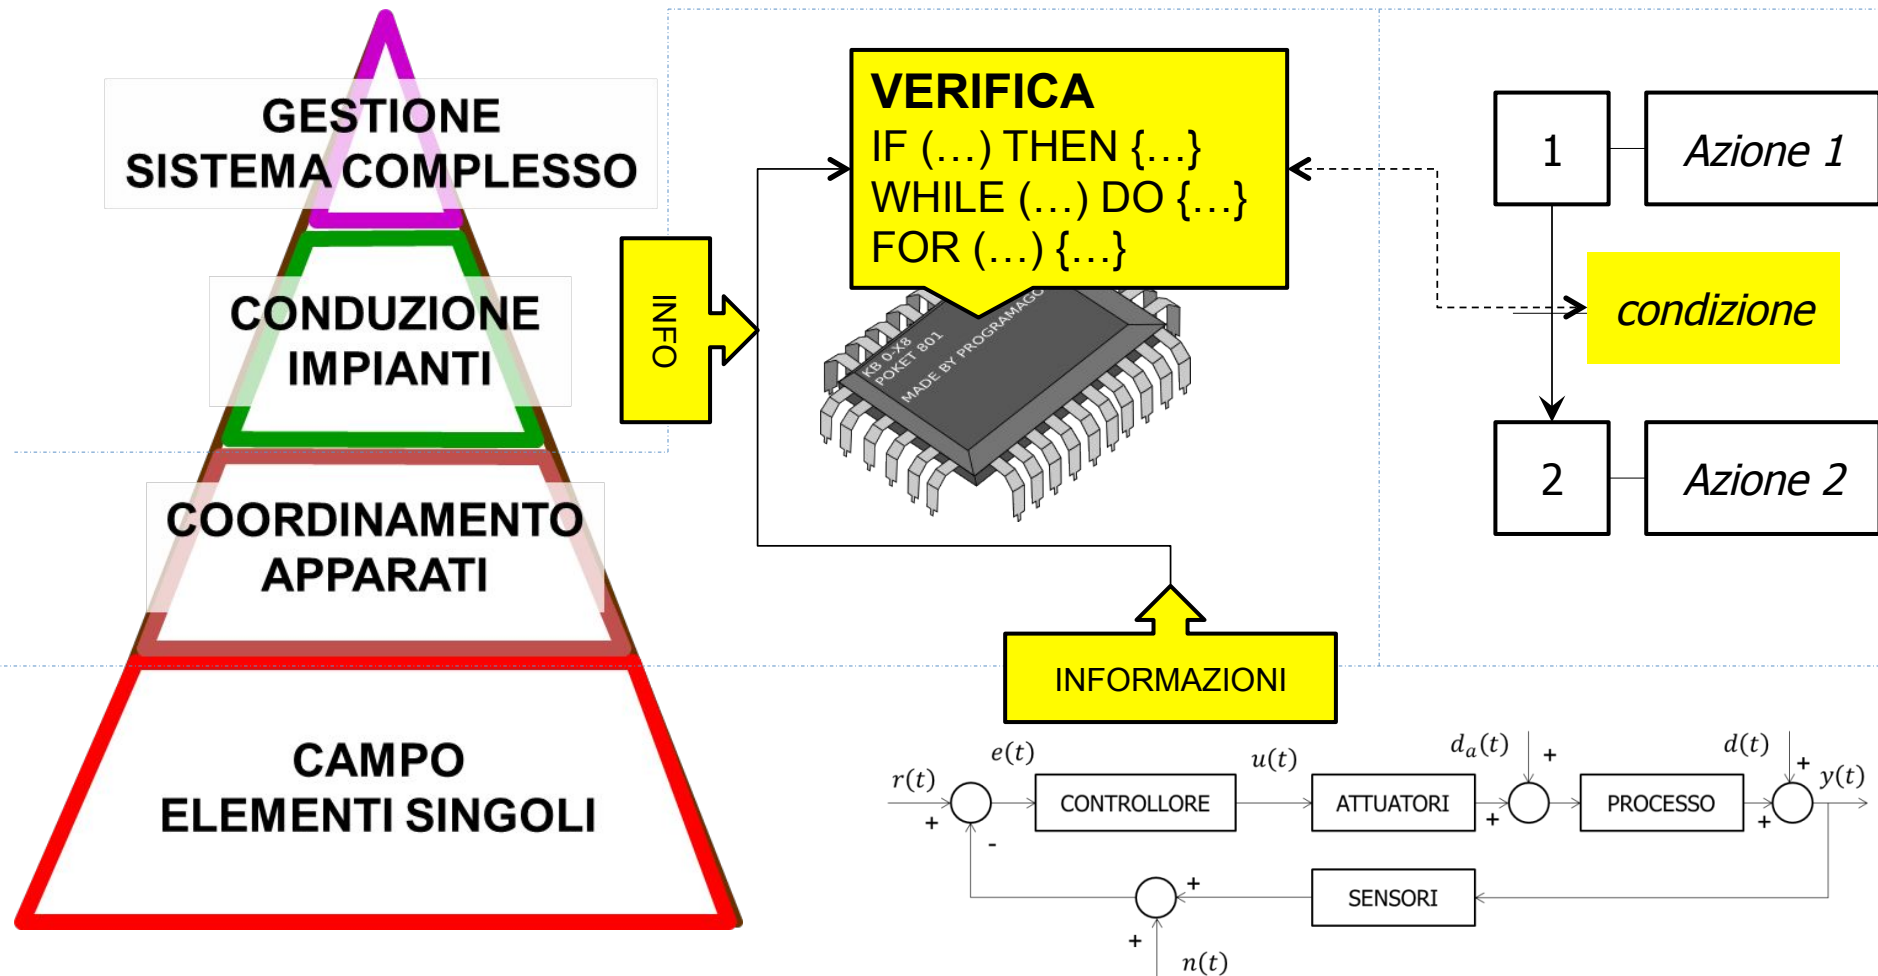 GESTIONE
SISTEMA COMPLESSO
CONDUZIONE
IMPIANTI
COORDINAMENTO
APPARATI
CAMPO
ELEMENTI SINGOLI
INFO
VERIFICA
IF (…) THEN {…}
WHILE (…) DO {…}
FOR (…) {…}
KB 0-X8
POKET 801
MADE BY PROGRAMAGO
INFORMAZIONI
1
Azione 1
condizione
2
Azione 2
r(t)
+
-
e(t)
CONTROLLORE
u(t)
ATTUATORI
+
d_a(t)
+
PROCESSO
+
d(t)
+
y(t)
SENSORI
+
+
n(t)